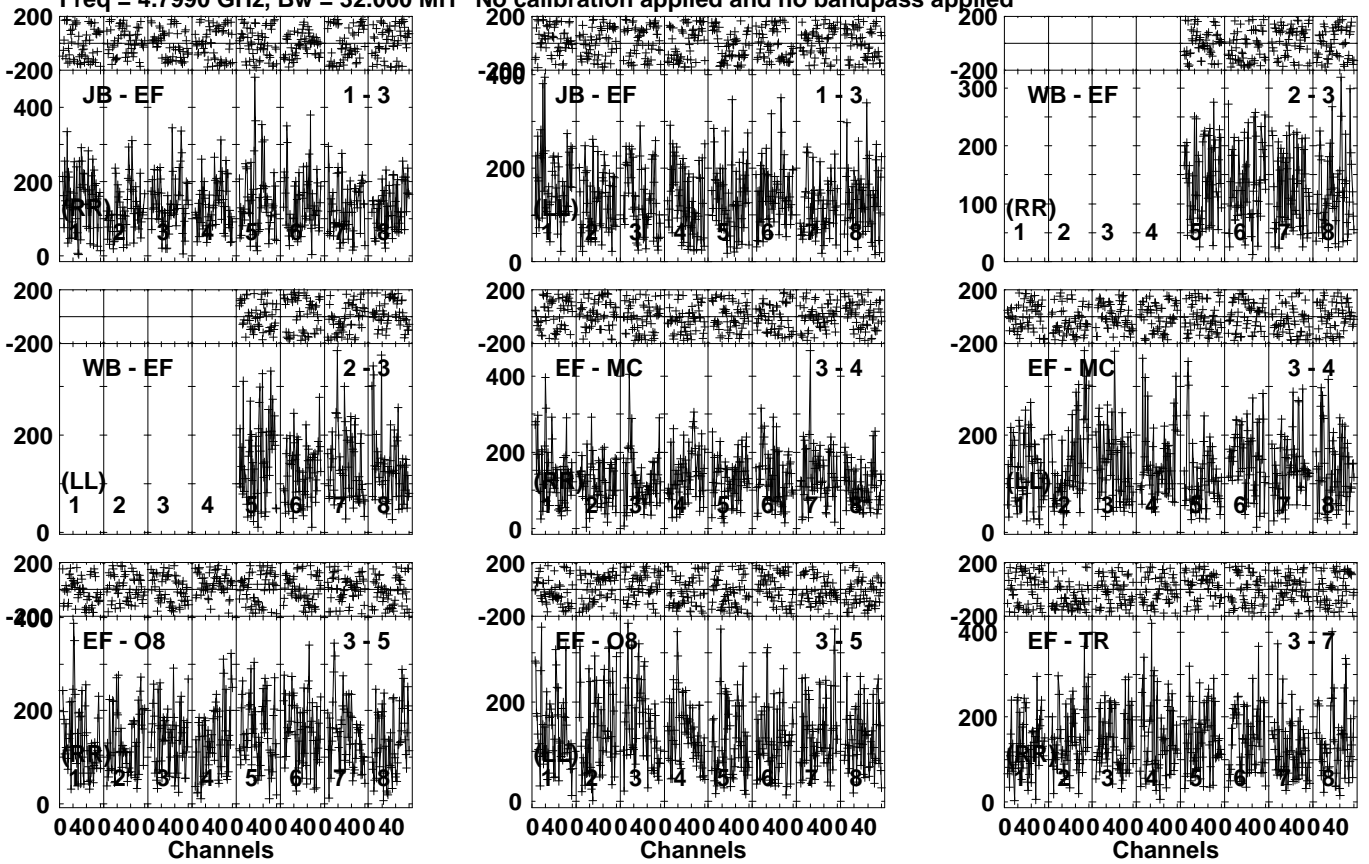 Freq = 4.7990 GHz, Bw = 32.000 MH No calibration applied and no bandpass applied
200 200 200
-200 -200 -200
400 300
JB - EF 1 - 3 JB - EF 1 - 3 WB - EF 2 - 3
400
200 200 200
100
(RR) (LL) (RR)
1 2 3 4 5 6 7 8 1 2 3 4 5 6 7 8 1 2 3 4 5 6 7 8
0 0 0
200 200 200
-200 -200 -200
WB - EF 2 - 3 EF - MC 3 - 4 EF - MC 3 - 4
400
200 200 200
(LL) (RR) (LL)
1 2 3 4 5 6 7 8 1 2 3 4 5 6 7 8 1 2 3 4 5 6 7 8
0 0 0
200 200 200
-200 -200 -200
400 400
EF - O8 3 - 5 EF - O8 3 - 5 EF - TR 3 - 7
200 200 200
(RR) (LL) (RR)
1 2 3 4 5 6 7 8 1 2 3 4 5 6 7 8 1 2 3 4 5 6 7 8
0 0 0
0 40 0 40 0 40 0 40 0 40 0 40 0 40 0 40 0 40 0 40 0 40 0 40 0 40 0 40 0 40 0 40 0 40 0 40 0 40 0 40 0 40 0 40 0 40 0 40
Channels Channels Channels